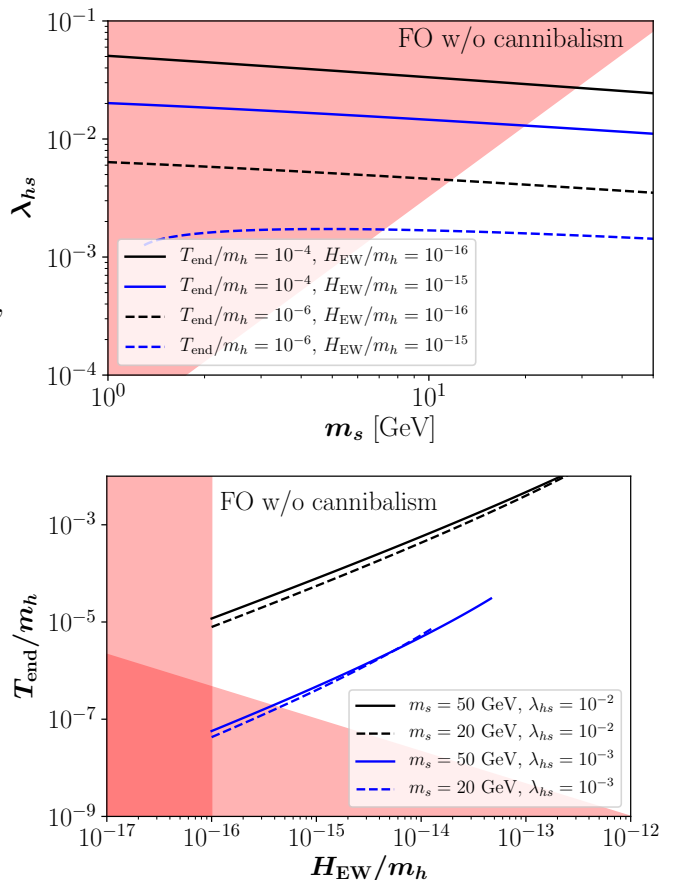 FO w/o cannibalism
10⁻¹
10⁻²
10⁻³
10⁻⁴
λ_hs
s
T_end/m_h = 10⁻⁴, H_EW/m_h = 10⁻¹⁶
T_end/m_h = 10⁻⁴, H_EW/m_h = 10⁻¹⁵
T_end/m_h = 10⁻⁶, H_EW/m_h = 10⁻¹⁶
T_end/m_h = 10⁻⁶, H_EW/m_h = 10⁻¹⁵
10⁰ 10¹
m_s [GeV]
FO w/o cannibalism
10⁻³
10⁻⁵
10⁻⁷
10⁻⁹
T_end/m_h
m_s = 50 GeV, λ_hs = 10⁻²
m_s = 20 GeV, λ_hs = 10⁻²
m_s = 50 GeV, λ_hs = 10⁻³
m_s = 20 GeV, λ_hs = 10⁻³
10⁻¹⁷ 10⁻¹⁶ 10⁻¹⁵ 10⁻¹⁴ 10⁻¹³ 10⁻¹²
H_EW/m_h